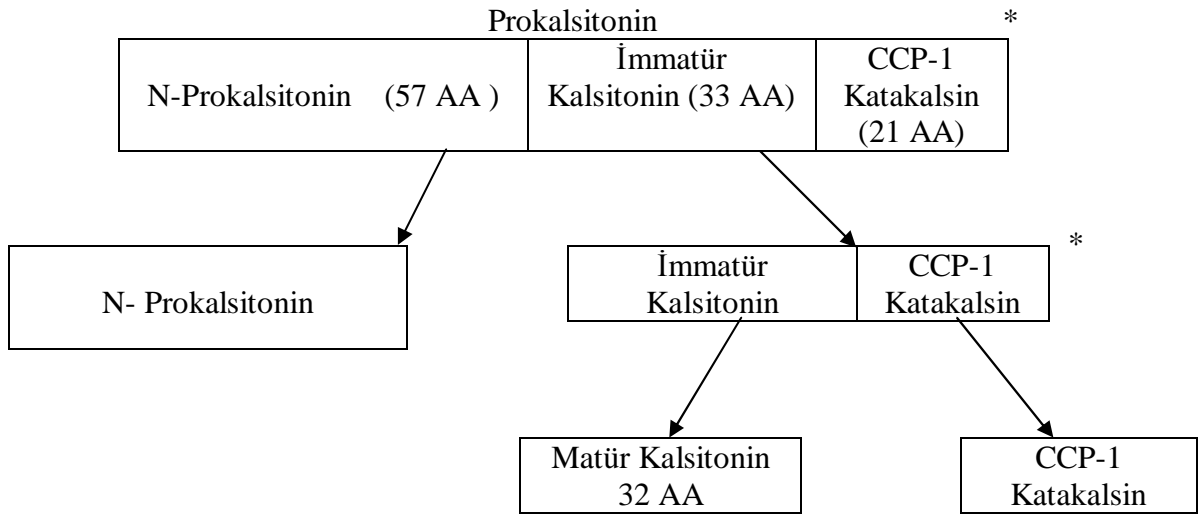 Prokalsitonin *
N-Prokalsitonin (57 AA )
İmmatür
Kalsitonin (33 AA)
CCP-1
Katakalsin
(21 AA)
N- Prokalsitonin
İmmatür
Kalsitonin
CCP-1
Katakalsin
*
Matür Kalsitonin
32 AA
CCP-1
Katakalsin